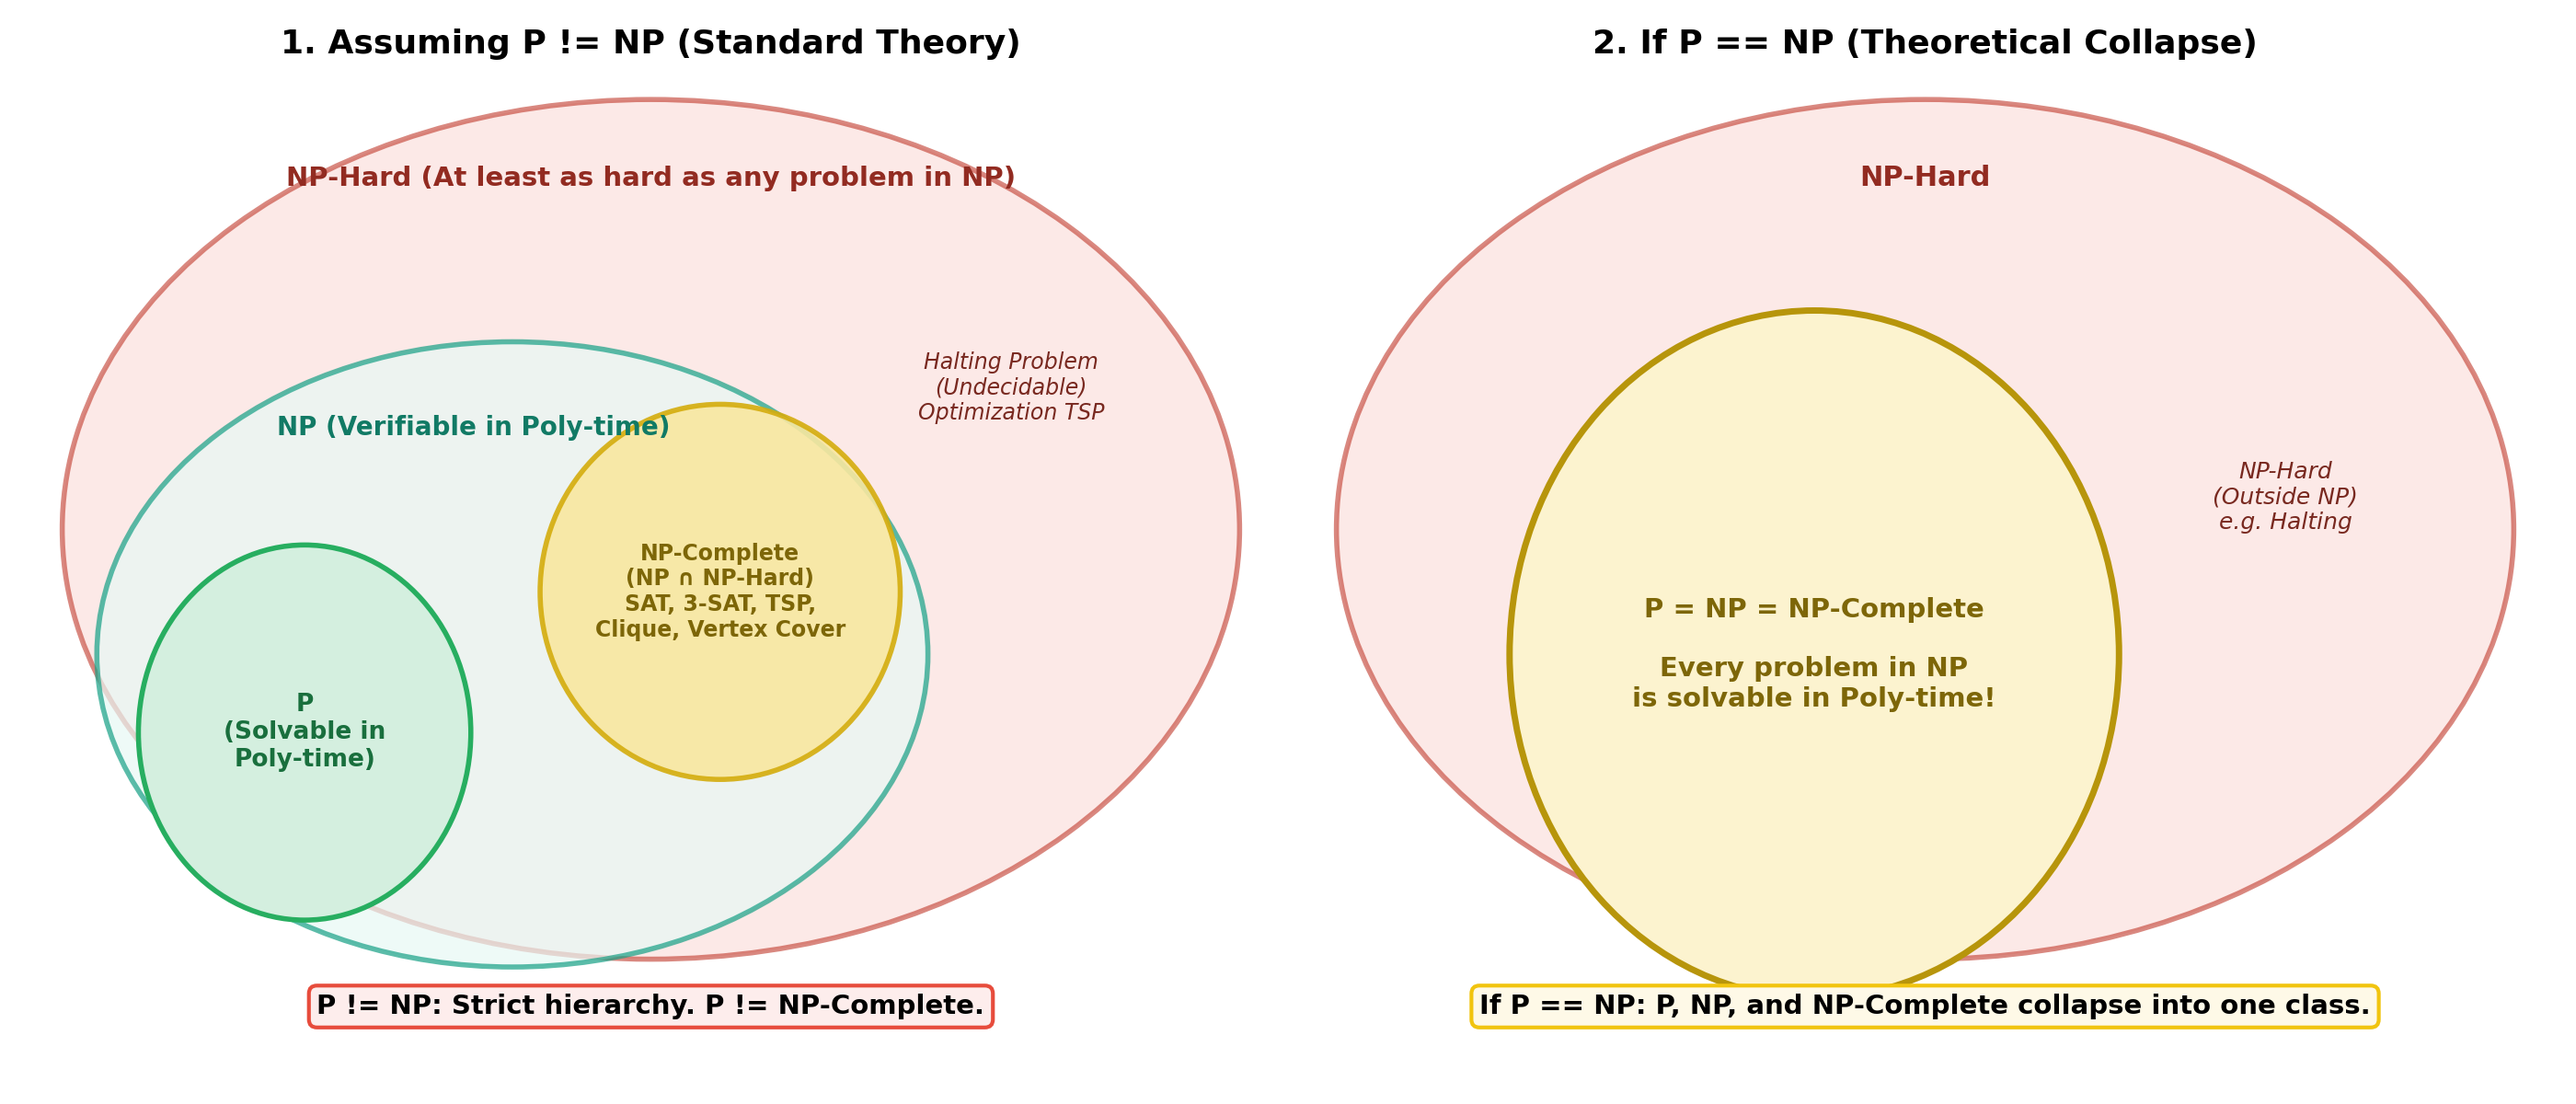 1. Assuming P != NP (Standard Theory)
NP-Hard (At least as hard as any problem in NP)
Halting Problem
(Undecidable)
Optimization TSP
NP (Verifiable in Poly-time)
NP-Complete
(NP ∩ NP-Hard)
SAT, 3-SAT, TSP,
Clique, Vertex Cover
P
(Solvable in
Poly-time)
P != NP: Strict hierarchy. P != NP-Complete.
2. If P == NP (Theoretical Collapse)
NP-Hard
NP-Hard
(Outside NP)
e.g. Halting
P = NP = NP-Complete
Every problem in NP
is solvable in Poly-time!
If P == NP: P, NP, and NP-Complete collapse into one class.